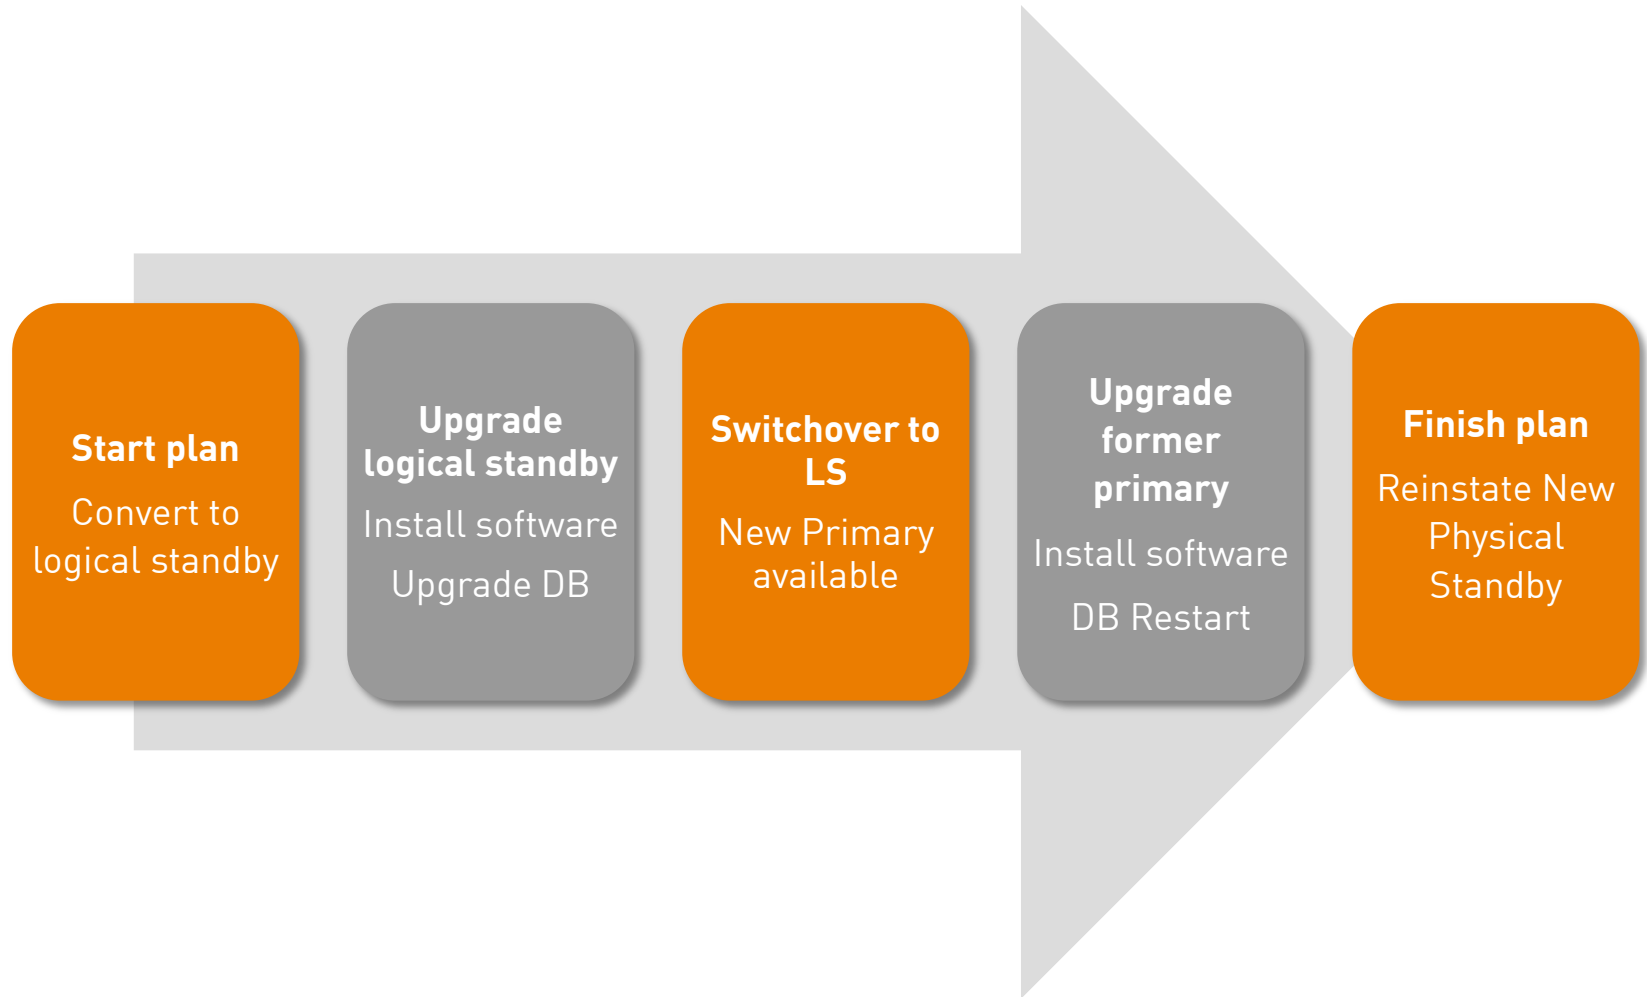 Start plan
Convert to
logical standby
Upgrade
logical standby
Install software
Upgrade DB
Switchover to
LS
New Primary
available
Upgrade
former
primary
Install software
DB Restart
Finish plan
Reinstate New
Physical
Standby